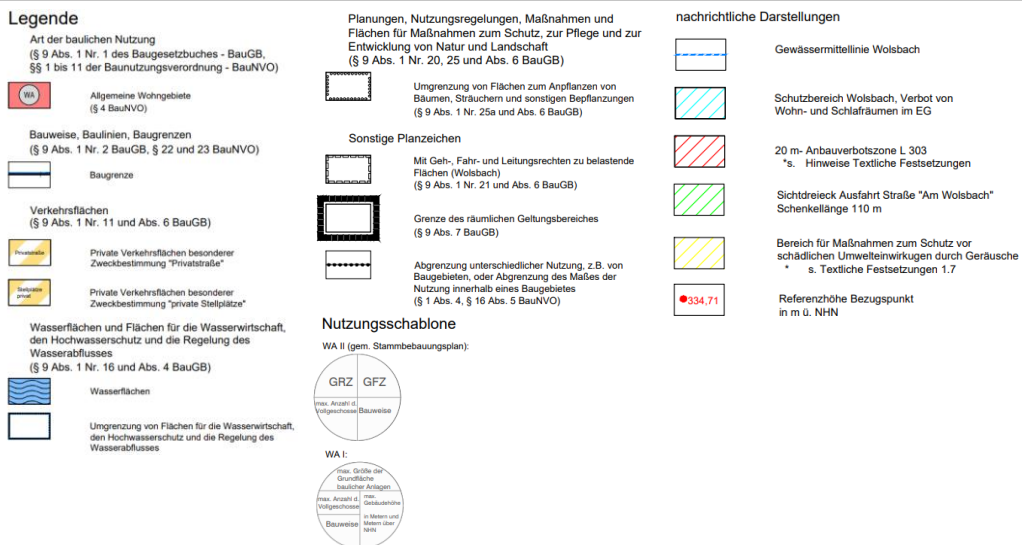 Legende
Art der baulichen Nutzung
(§ 9 Abs. 1 Nr. 1 des Baugesetzbuches - BauGB,
§§ 1 bis 11 der Baunutzungsverordnung - BauNVO)
WA
Allgemeine Wohngebiete
(§ 4 BauNVO)
Bauweise, Baulinien, Baugrenzen
(§ 9 Abs. 1 Nr. 2 BauGB, § 22 und 23 BauNVO)
Baugrenze
Verkehrsflächen
(§ 9 Abs. 1 Nr. 11 und Abs. 6 BauGB)
Privatstraße
Private Verkehrsflächen besonderer
Zweckbestimmung "Privatstraße"
Stellplätze
privat
Private Verkehrsflächen besonderer
Zweckbestimmung "private Stellplätze"
Wasserflächen und Flächen für die Wasserwirtschaft,
den Hochwasserschutz und die Regelung des
Wasserabflusses
(§ 9 Abs. 1 Nr. 16 und Abs. 4 BauGB)
Wasserflächen
Umgrenzung von Flächen für die Wasserwirtschaft,
den Hochwasserschutz und die Regelung des
Wasserabflusses
Planungen, Nutzungsregelungen, Maßnahmen und
Flächen für Maßnahmen zum Schutz, zur Pflege und zur
Entwicklung von Natur und Landschaft
(§ 9 Abs. 1 Nr. 20, 25 und Abs. 6 BauGB)
Umgrenzung von Flächen zum Anpflanzen von
Bäumen, Sträuchern und sonstigen Bepflanzungen
(§ 9 Abs. 1 Nr. 25a und Abs. 6 BauGB)
Sonstige Planzeichen
Mit Geh-, Fahr- und Leitungsrechten zu belastende
Flächen (Wolsbach)
(§ 9 Abs. 1 Nr. 21 und Abs. 6 BauGB)
Grenze des räumlichen Geltungsbereiches
(§ 9 Abs. 7 BauGB)
Abgrenzung unterschiedlicher Nutzung, z.B. von
Baugebieten, oder Abgrenzung des Maßes der
Nutzung innerhalb eines Baugebietes
(§ 1 Abs. 4, § 16 Abs. 5 BauNVO)
Nutzungsschablone
WA II (gem. Stammbebauungsplan):
GRZ GFZ
max. Anzahl d.
Vollgeschosse Bauweise
WA I:
max. Größe der
Grundfläche
baulicher Anlagen
max. Anzahl d.
Vollgeschosse
max.
Gebäudehöhe
Bauweise
in Metern und
Metern über
NHN
nachrichtliche Darstellungen
Gewässermittellinie Wolsbach
Schutzbereich Wolsbach, Verbot von
Wohn- und Schlafräumen im EG
20 m- Anbauverbotszone L 303
*s. Hinweise Textliche Festsetzungen
Sichtdreieck Ausfahrt Straße "Am Wolsbach"
Schenkellänge 110 m
Bereich für Maßnahmen zum Schutz vor
schädlichen Umwelteinwirkugen durch Geräusche
* s. Textliche Festsetzungen 1.7
334,71
Referenzhöhe Bezugspunkt
in m ü. NHN